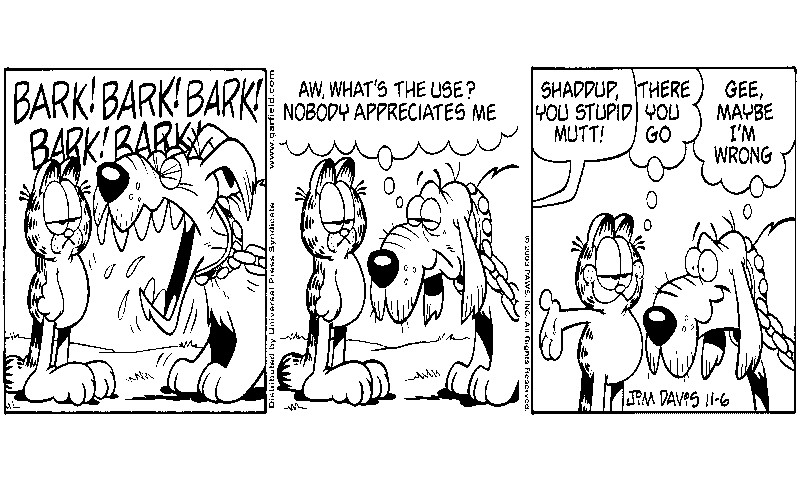 BARK! BARK! BARK!
BARK! BARK!
www.garfield.com
Distributed by Universal Press Syndicate
AW, WHAT'S THE USE?
NOBODY APPRECIATES ME
© 2003 PAWS, INC. All Rights Reserved.
SHADDUP,
YOU STUPID
MUTT!
THERE
YOU
GO
GEE,
MAYBE
I'M
WRONG
JIM DAVIS 11-6